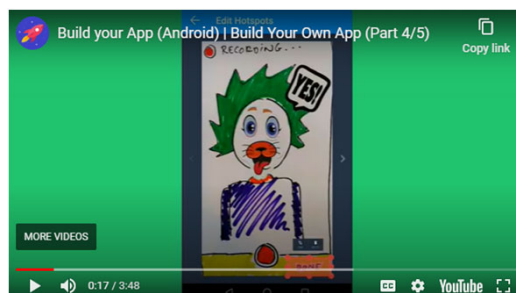 Build your App (Android) | Build Your Own App (Part 4/5)
Copy link
Edit Hotspots
RECORDING...
YES!
MORE VIDEOS
DONE
0:17 / 3:48
CC
YouTube